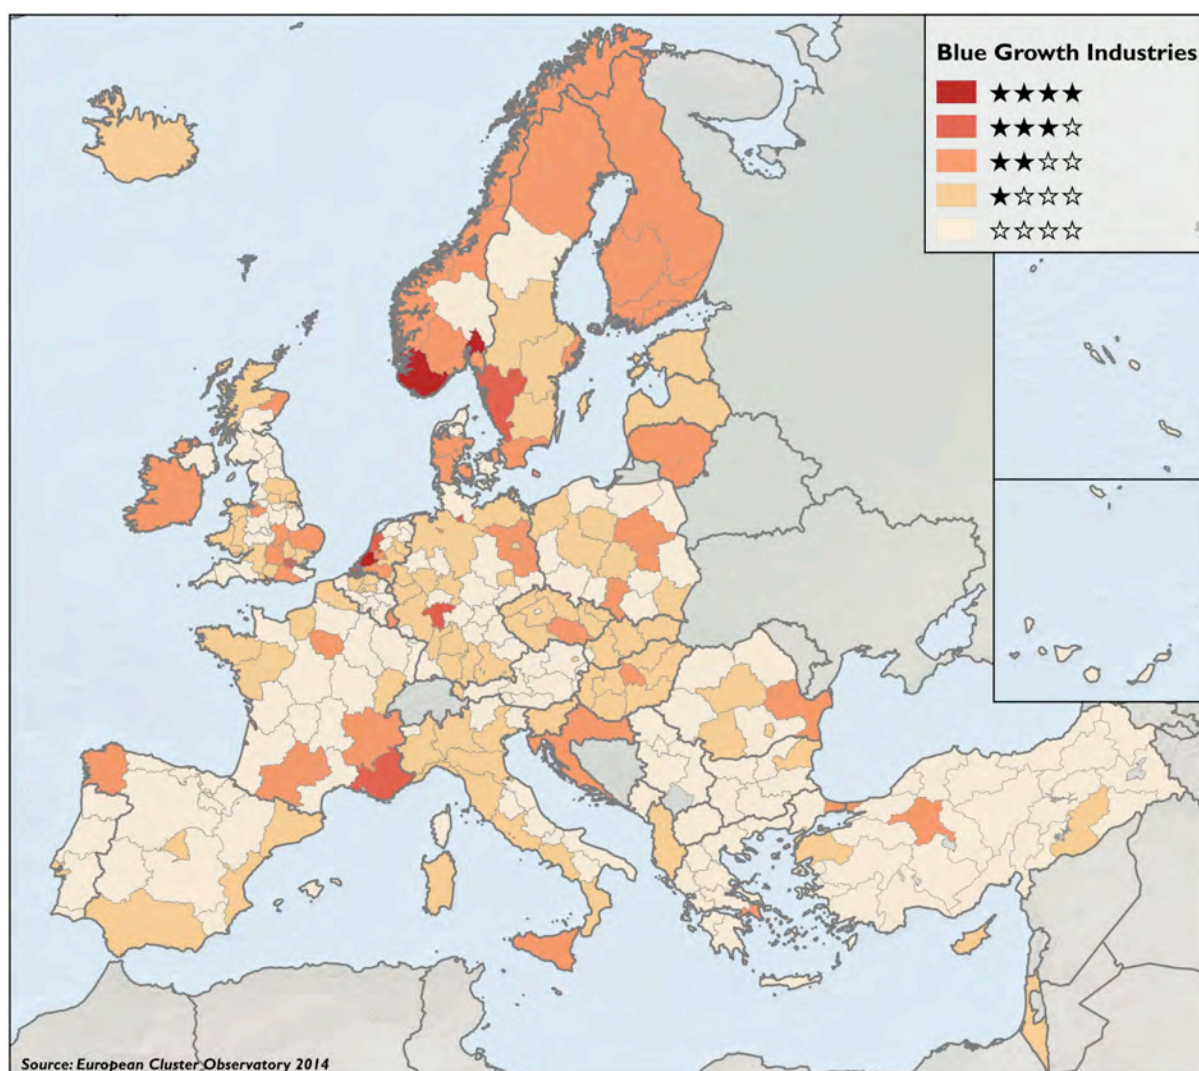 Blue Growth Industries
★★★★
★★★☆
★★☆☆
★☆☆☆
☆☆☆☆
Source: European Cluster Observatory 2014